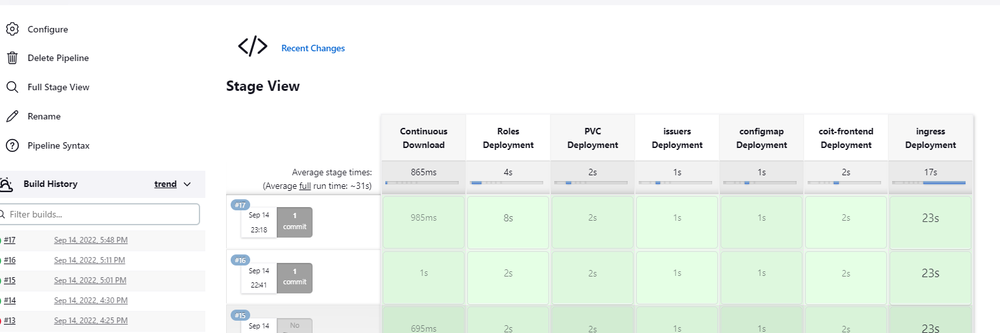 Configure
Delete Pipeline
Full Stage View
Rename
Pipeline Syntax
Build History trend
Filter builds...
#17 Sep 14, 2022, 5:48 PM
#16 Sep 14, 2022, 5:11 PM
#15 Sep 14, 2022, 5:01 PM
#14 Sep 14, 2022, 4:30 PM
#13 Sep 14, 2022, 4:25 PM
</> Recent Changes
Stage View
Continuous Download
Roles Deployment
PVC Deployment
issuers Deployment
configmap Deployment
coit-frontend Deployment
ingress Deployment
Average stage times:
(Average full run time: ~31s)
865ms 4s 2s 1s 1s 2s 17s
#17
Sep 14
23:18
1
commit
985ms 8s 2s 1s 1s 2s 23s
#16
Sep 14
22:41
1
commit
1s 2s 2s 1s 1s 2s 23s
#15
Sep 14
No
695ms 2s 2s 1s 1s 2s 23s